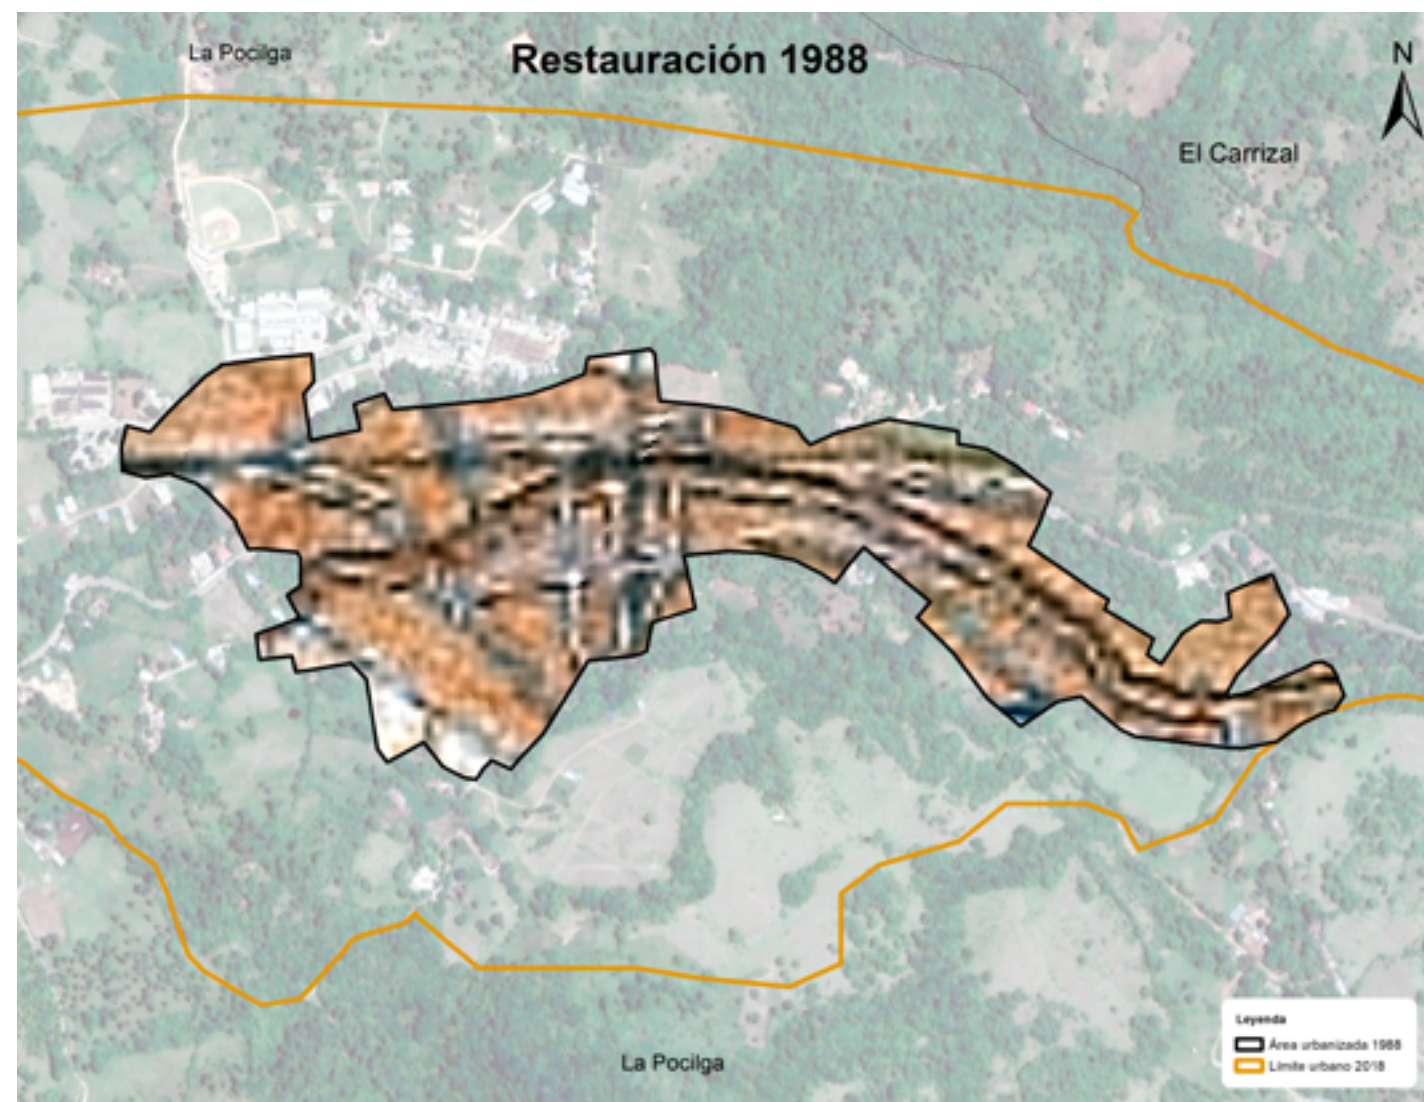 La Pocilga
Restauración 1988
N
El Carrizal
La Pocilga
Leyenda
Área urbanizada 1988
Límite urbano 2018